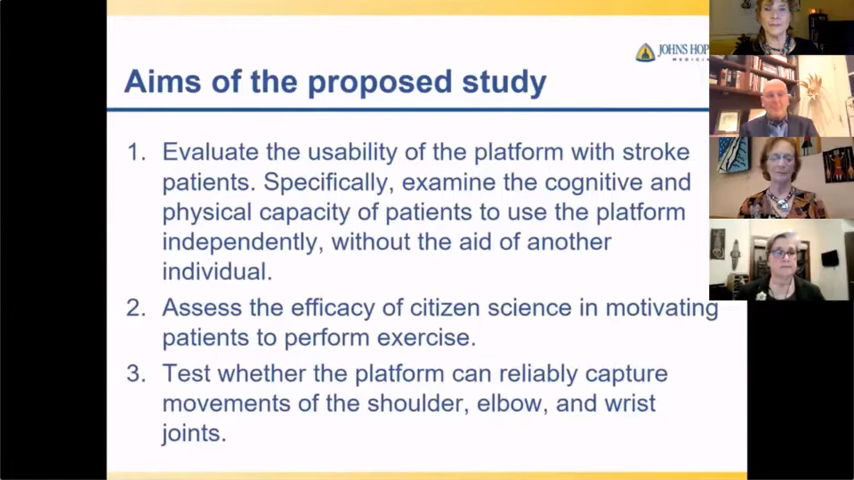 JOHNS HOP
MEDICIN
Aims of the proposed study
1. Evaluate the usability of the platform with stroke
patients. Specifically, examine the cognitive and
physical capacity of patients to use the platform
independently, without the aid of another
individual.
2. Assess the efficacy of citizen science in motivating
patients to perform exercise.
3. Test whether the platform can reliably capture
movements of the shoulder, elbow, and wrist
joints.